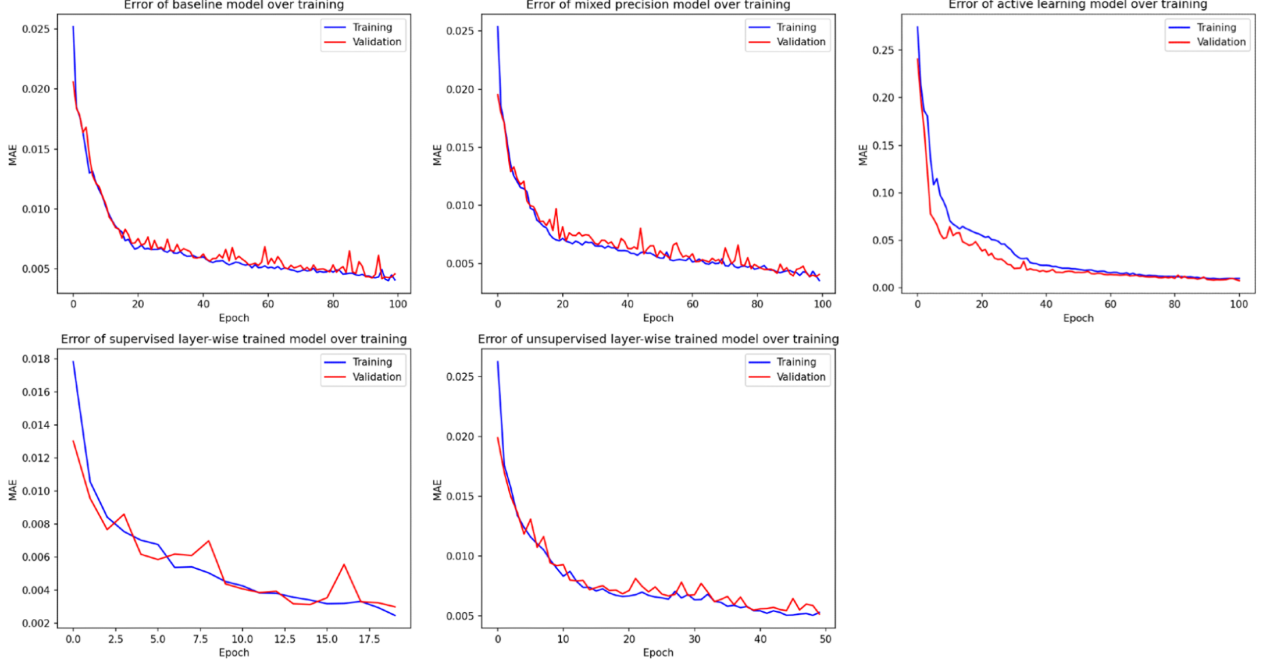 Error of baseline model over training
0.025
0.020
0.015
0.010
0.005
MAE
0
20
40
60
80
100
Epoch
Training
Validation
Error of mixed precision model over training
0.025
0.020
0.015
0.010
0.005
MAE
0
20
40
60
80
100
Epoch
Training
Validation
Error of active learning model over training
0.25
0.20
0.15
0.10
0.05
0.00
MAE
0
20
40
60
80
100
Epoch
Training
Validation
Error of supervised layer-wise trained model over training
0.018
0.016
0.014
0.012
0.010
0.008
0.006
0.004
0.002
MAE
0.0
2.5
5.0
7.5
10.0
12.5
15.0
17.5
Epoch
Training
Validation
Error of unsupervised layer-wise trained model over training
0.025
0.020
0.015
0.010
0.005
MAE
0
10
20
30
40
50
Epoch
Training
Validation